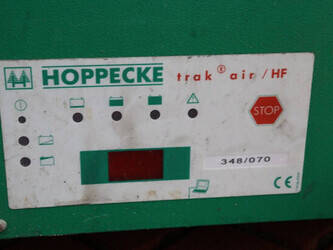 HOPPECKE trak® air / HF
STOP
348/070
CE